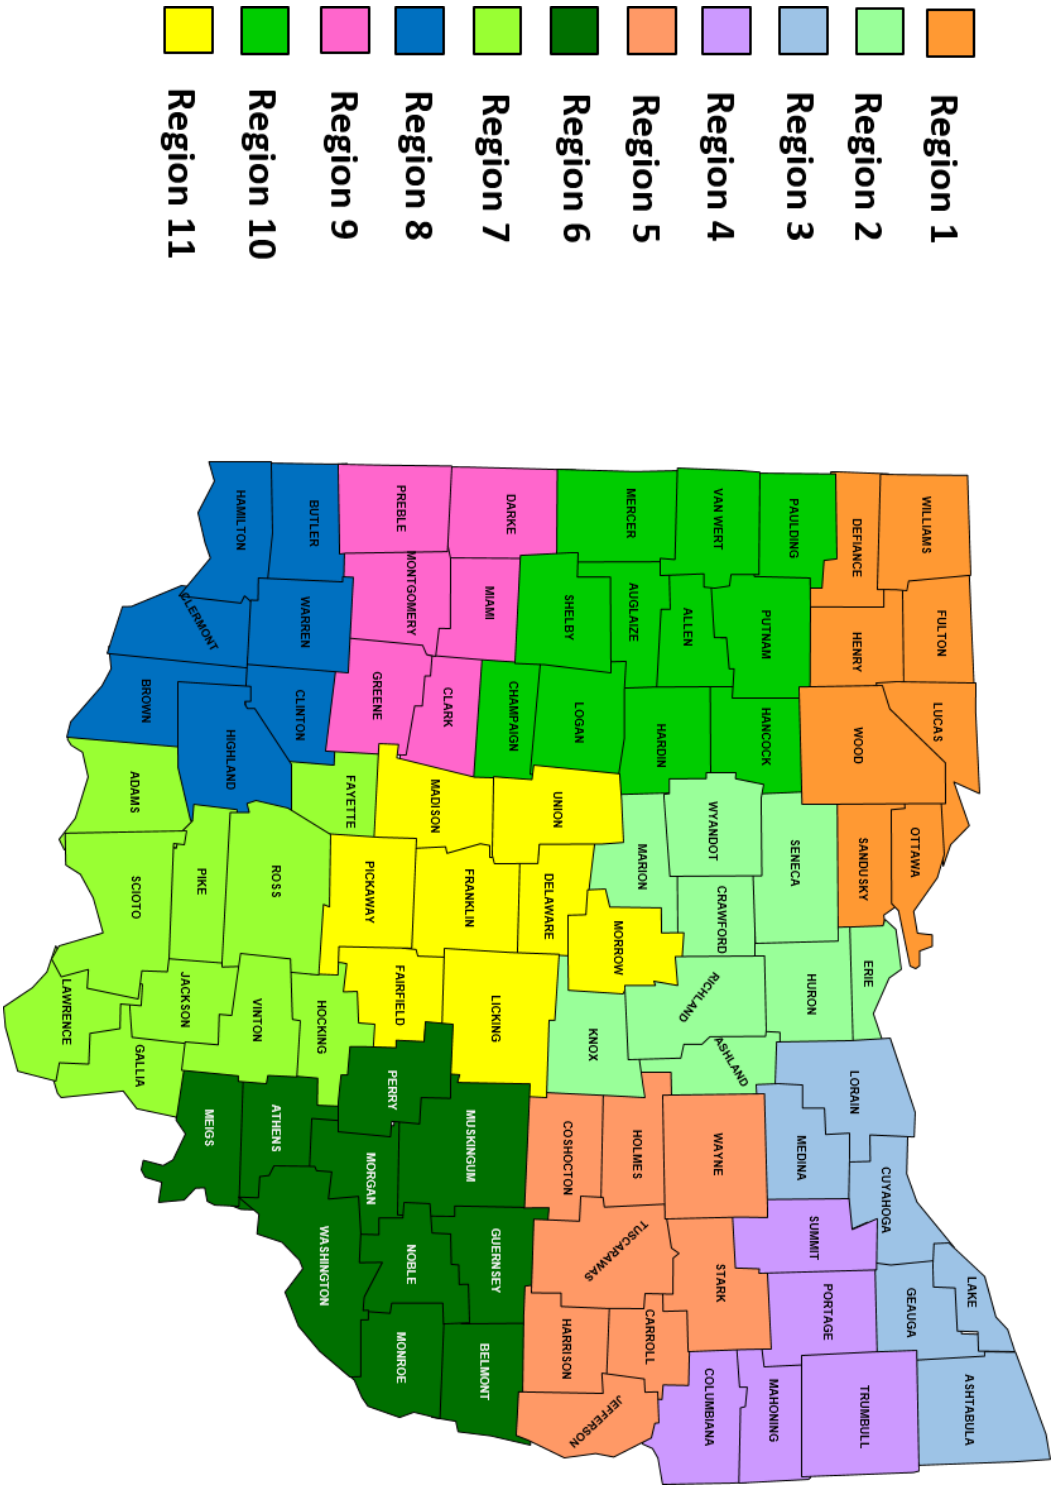 Region 1
Region 2
Region 3
Region 4
Region 5
Region 6
Region 7
Region 8
Region 9
Region 10
Region 11
WILLIAMS
FULTON
LUCAS
OTTAWA
DEFIANCE
HENRY
WOOD
SANDUSKY
ERIE
LORAIN
CUYAHOGA
LAKE
GEAUGA
ASHTABULA
PAULDING
PUTNAM
HANCOCK
SENECA
HURON
MEDINA
SUMMIT
PORTAGE
TRUMBULL
VAN WERT
ALLEN
WYANDOT
CRAWFORD
RICHLAND
ASHLAND
WAYNE
STARK
MAHONING
COLUMBIANA
MERCER
AUGLAIZE
HARDIN
MARION
MORROW
KNOX
HOLMES
TUSCARAWAS
CARROLL
JEFFERSON
SHELBY
LOGAN
UNION
DELAWARE
COSHOCTON
HARRISON
DARKE
MIAMI
CHAMPAIGN
LICKING
MUSKINGUM
GUERNSEY
BELMONT
PREBLE
MONTGOMERY
CLARK
MADISON
FRANKLIN
FAIRFIELD
PERRY
MORGAN
NOBLE
MONROE
BUTLER
WARREN
GREENE
CLINTON
FAYETTE
PICKAWAY
HOCKING
ATHENS
WASHINGTON
HAMILTON
CLERMONT
BROWN
HIGHLAND
ROSS
VINTON
MEIGS
ADAMS
PIKE
SCIOTO
JACKSON
GALLIA
LAWRENCE